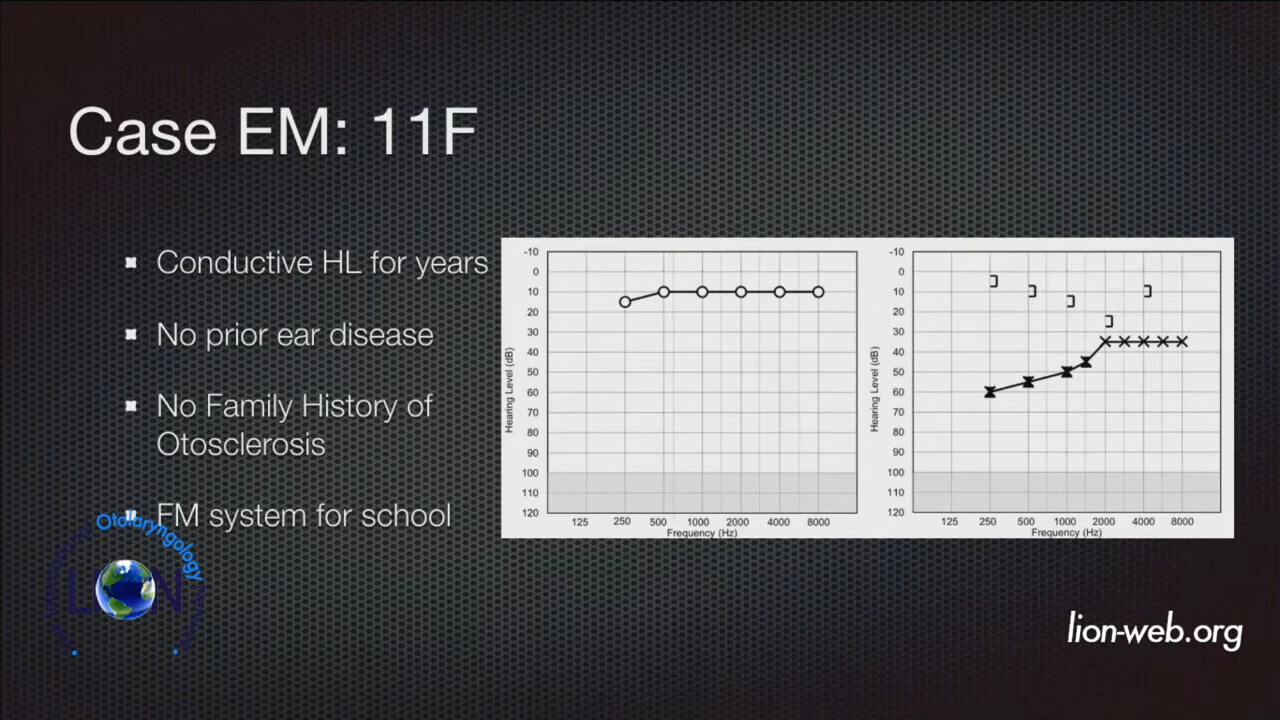 Case EM: 11F
Conductive HL for years
No prior ear disease
No Family History of
Otosclerosis
FM system for school
Hearing Level (dB)
-10
0
10
20
30
40
50
60
70
80
90
100
110
120
125 250 500 1000 2000 4000 8000
Frequency (Hz)
Hearing Level (dB)
-10
0
10
20
30
40
50
60
70
80
90
100
110
120
125 250 500 1000 2000 4000 8000
Frequency (Hz)
Otolaryngology
LION
lion-web.org